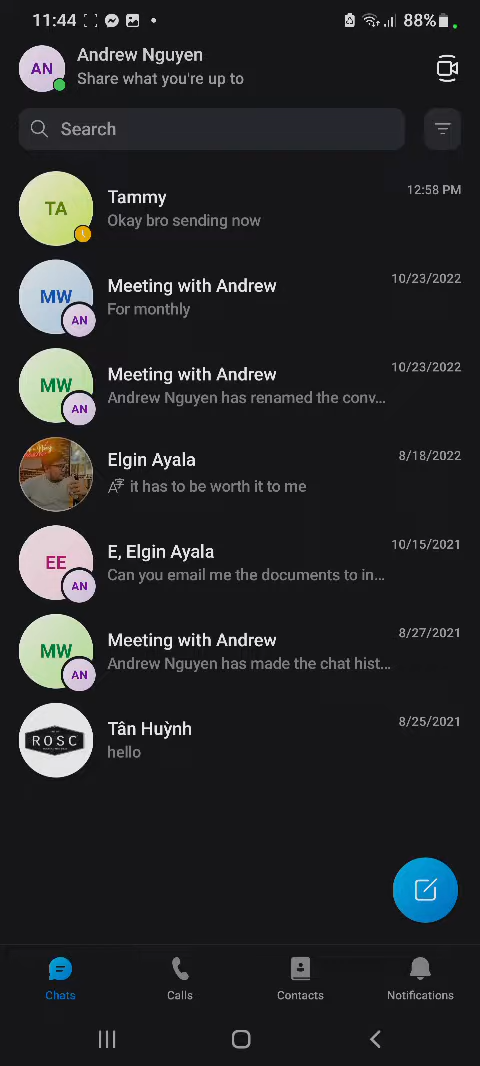 11:44
88%
Andrew Nguyen
AN
Share what you're up to
Search
TA
Tammy
12:58 PM
Okay bro sending now
MW
AN
Meeting with Andrew
10/23/2022
For monthly
MW
AN
Meeting with Andrew
10/23/2022
Andrew Nguyen has renamed the conv...
Elgin Ayala
8/18/2022
it has to be worth it to me
EE
AN
E, Elgin Ayala
10/15/2021
Can you email me the documents to in...
MW
AN
Meeting with Andrew
8/27/2021
Andrew Nguyen has made the chat hist...
ROSC
Tân Huỳnh
8/25/2021
hello
Chats
Calls
Contacts
Notifications